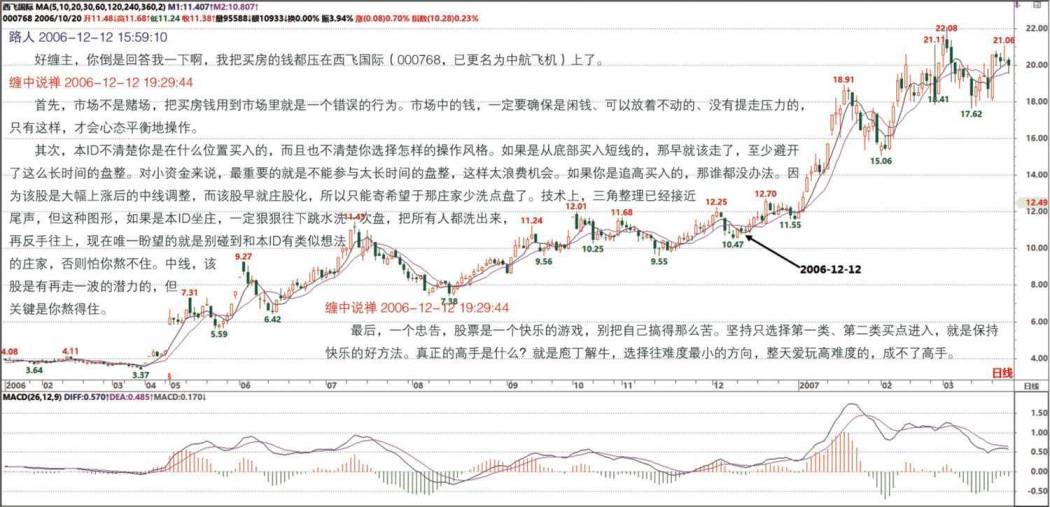 西飞国际 MA(5,10,20,30,60,120,240,360,2) M1:11.407↑M2:10.807↑
000768 2006/10/20 开11.48↓高11.68↑低11.24 收11.38↑量95588↓额10933↓换0.00% 振3.94% 涨(0.08)0.70% 指数(10.28)0.23%
路人 2006-12-12 15:59:10
好缠主，你倒是回答我一下啊，我把买房的钱都压在西飞国际（000768，已更名为中航飞机）上了。
缠中说禅 2006-12-12 19:29:44
首先，市场不是赌场，把买房钱用到市场里就是一个错误的行为。市场中的钱，一定要确保是闲钱、可以放着不动的、没有提走压力的，
只有这样，才会心态平衡地操作。
其次，本ID不清楚你是在什么位置买入的，而且也不清楚你选择怎样的操作风格。如果是从底部买入短线的，那早就该走了，至少避开
了这么长时间的盘整。对小资金来说，最重要的就是不能参与太长时间的盘整，这样太浪费机会。如果你是追高买入的，那谁都没办法。因
为该股是大幅上涨后的中线调整，而该股早就庄股化，所以只能寄希望于那庄家少洗点盘了。技术上，三角整理已经接近
尾声，但这种图形，如果是本ID坐庄，一定狠狠往下跳水洗一次盘，把所有人都洗出来，
再反手往上，现在唯一盼望的就是别碰到和本ID有类似想法
的庄家，否则怕你熬不住。中线，该
股是有再走一波的潜力的，但
关键是你熬得住。
缠中说禅 2006-12-12 19:29:44
最后，一个忠告，股票是一个快乐的游戏，别把自己搞得那么苦。坚持只选择第一类、第二类买点进入，就是保持
快乐的好方法。真正的高手是什么？就是庖丁解牛，选择往难度最小的方向，整天爱玩高难度的，成不了高手。
2006-12-12
4.08
3.64
4.11
3.37
7.31
5.59
9.27
6.42
7.38
11.24
9.56
12.01
10.25
11.68
9.55
12.25
10.47
12.70
11.55
18.91
15.06
21.11
18.41
22.08
17.62
21.06
22.00
20.00
18.00
16.00
14.00
12.49
12.00
10.00
8.00
6.00
4.00
日线
2006 02 03 04 05 06 07 08 09 10 11 12 2007 02 03 日线
MACD(26,12,9) DIFF:0.570↑DEA:0.485↑MACD:0.170↓
1.50
1.00
0.50
0.00
-0.50